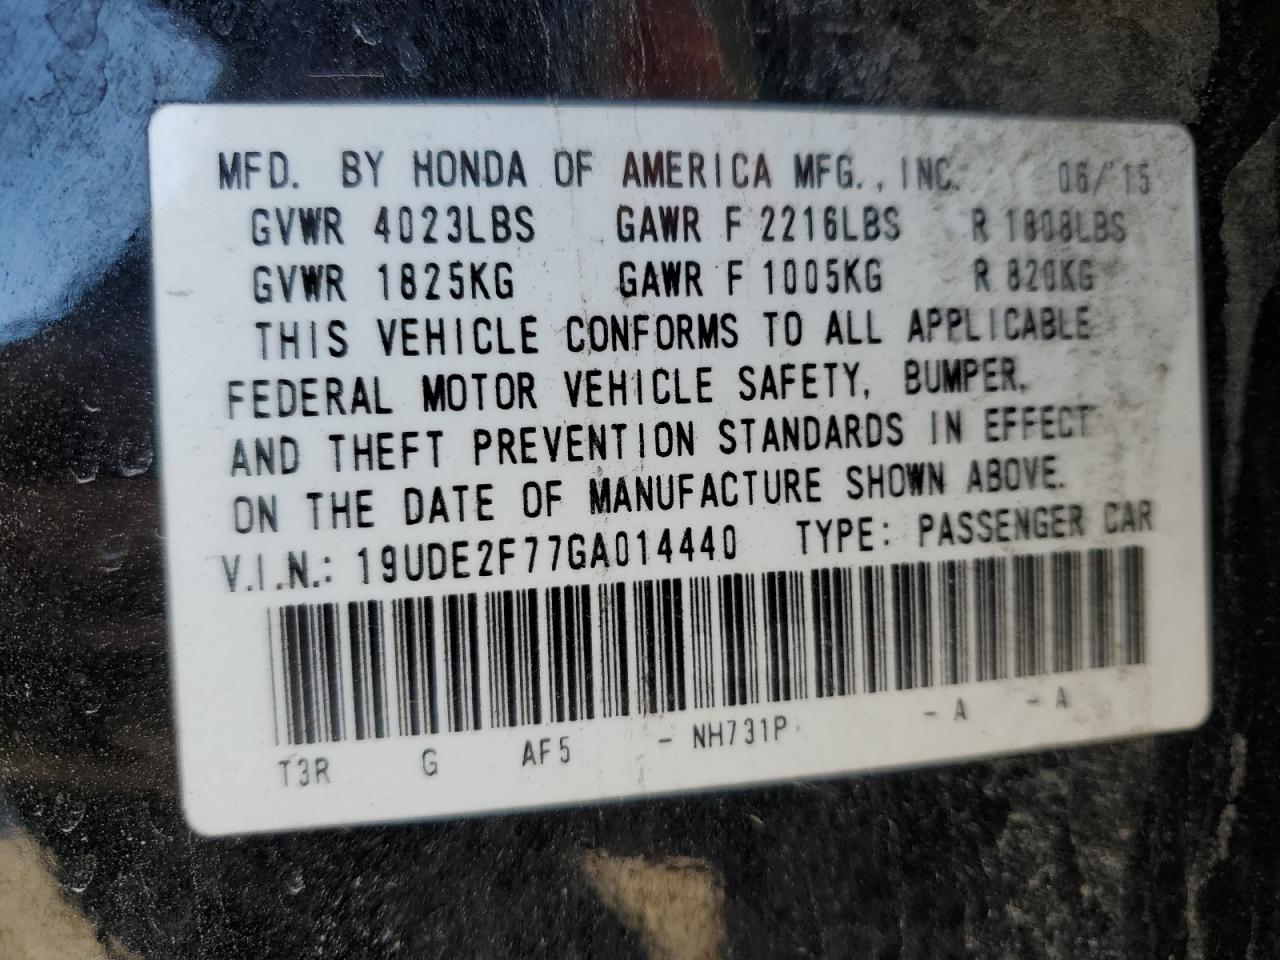 MFD. BY HONDA OF AMERICA MFG., INC. 06/15
GVWR 4023LBS GAWR F 2216LBS R 1808LBS
GVWR 1825KG GAWR F 1005KG R 820KG
THIS VEHICLE CONFORMS TO ALL APPLICABLE
FEDERAL MOTOR VEHICLE SAFETY, BUMPER,
AND THEFT PREVENTION STANDARDS IN EFFECT
ON THE DATE OF MANUFACTURE SHOWN ABOVE.
V.I.N.: 19UDE2F77GA014440 TYPE: PASSENGER CAR
T3R G AF5 - NH731P - A - A